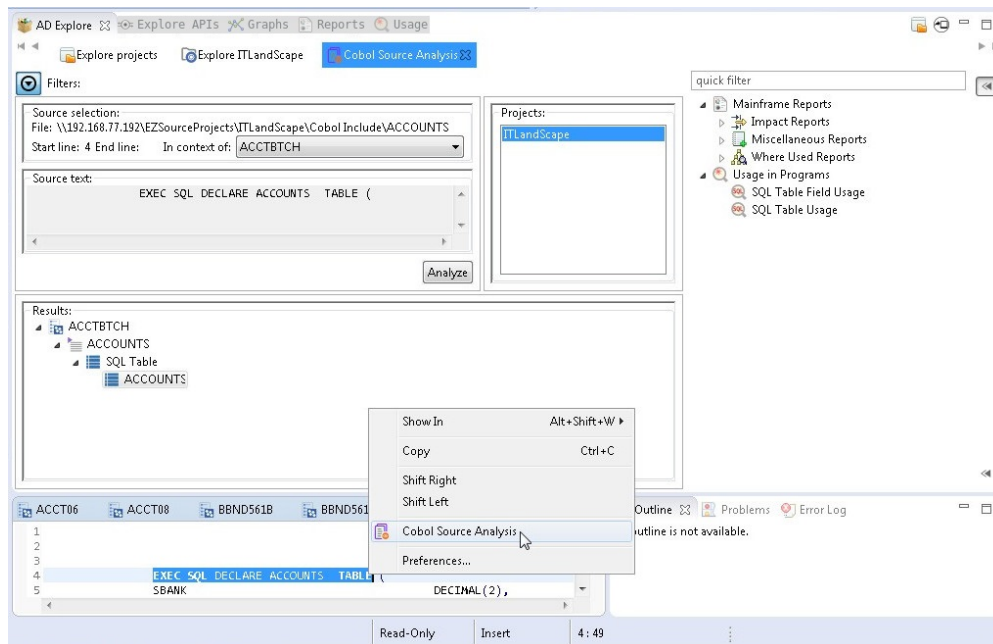 AD Explore Explore APIs Graphs Reports Usage
Explore projects Explore ITLandScape Cobol Source Analysis
Filters:
quick filter
Source selection:
File: \\192.168.77.192\EZSourceProjects\ITLandScape\Cobol Include\ACCOUNTS
Start line: 4 End line: In context of: ACCTBTCH
Source text:
EXEC SQL DECLARE ACCOUNTS TABLE (
Analyze
Projects:
ITLandScape
Mainframe Reports
Impact Reports
Miscellaneous Reports
Where Used Reports
Usage in Programs
SQL Table Field Usage
SQL Table Usage
Results:
ACCTBTCH
ACCOUNTS
SQL Table
ACCOUNTS
Show In Alt+Shift+W
Copy Ctrl+C
Shift Right
Shift Left
Cobol Source Analysis
Preferences...
ACCT06 ACCT08 BBND561B BBND561
Outline Problems Error Log
outline is not available.
1
2
3
4 EXEC SQL DECLARE ACCOUNTS TABLE (
5 SBANK DECIMAL(2),
Read-Only Insert 4 : 49